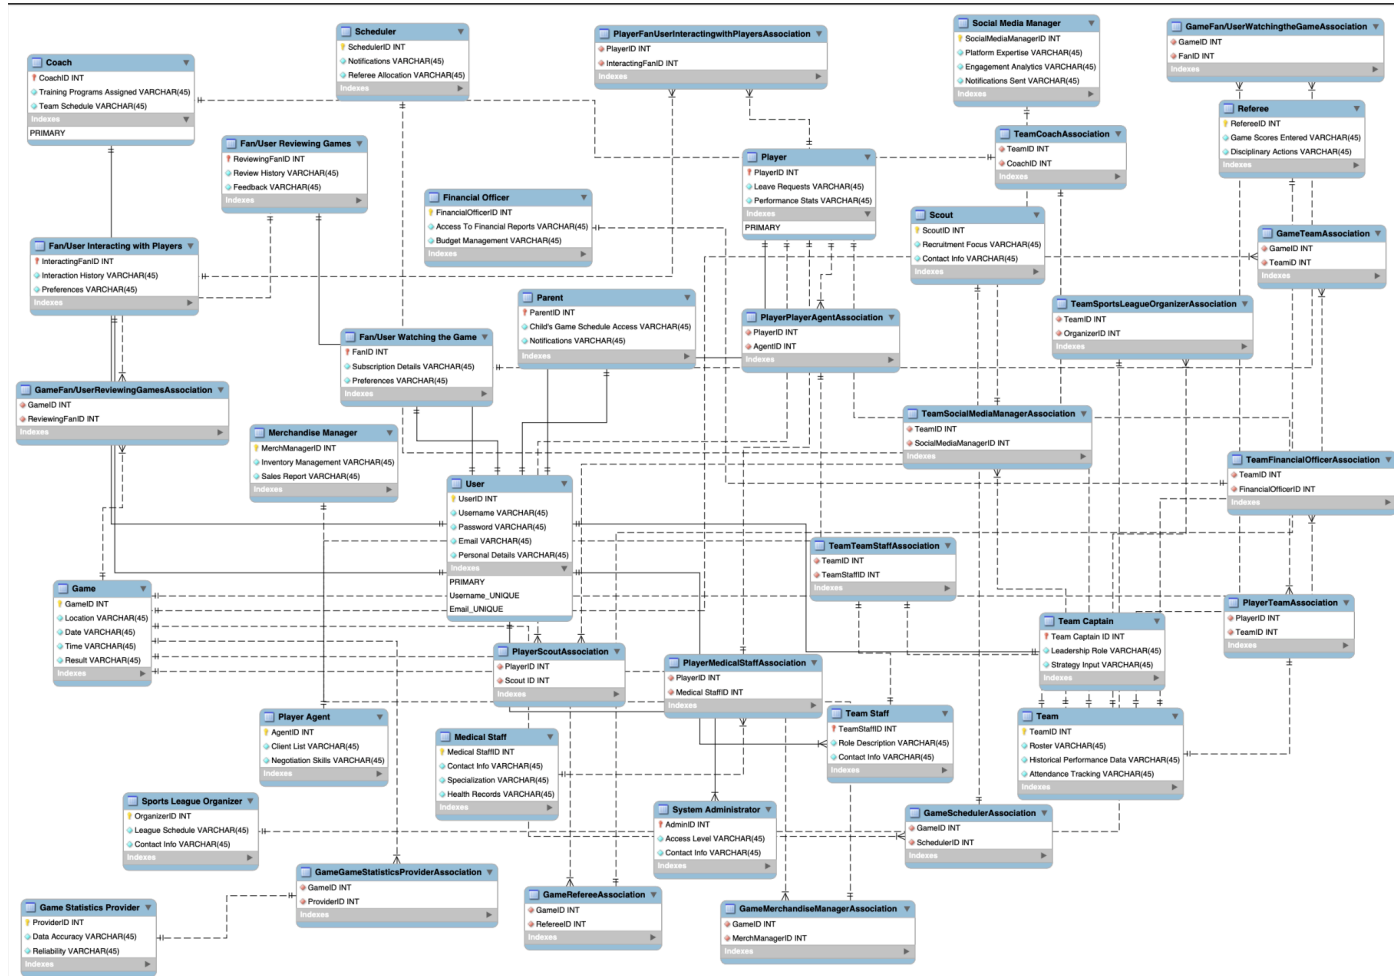 Coach
CoachID INT
Training Programs Assigned VARCHAR(45)
Team Schedule VARCHAR(45)
Indexes
PRIMARY
Scheduler
SchedulerID INT
Notifications VARCHAR(45)
Referee Allocation VARCHAR(45)
Indexes
PlayerFanUserInteractingwithPlayersAssociation
PlayerID INT
InteractingFanID INT
Indexes
Social Media Manager
SocialMediaManagerID INT
Platform Expertise VARCHAR(45)
Engagement Analytics VARCHAR(45)
Notifications Sent VARCHAR(45)
Indexes
GameFan/UserWatchingtheGameAssociation
GameID INT
FanID INT
Indexes
Referee
RefereeID INT
Game Scores Entered VARCHAR(45)
Disciplinary Actions VARCHAR(45)
Indexes
TeamCoachAssociation
TeamID INT
CoachID INT
Indexes
Fan/User Reviewing Games
ReviewingFanID INT
Review History VARCHAR(45)
Feedback VARCHAR(45)
Indexes
Player
PlayerID INT
Leave Requests VARCHAR(45)
Performance Stats VARCHAR(45)
Indexes
PRIMARY
Financial Officer
FinancialOfficerID INT
Access To Financial Reports VARCHAR(45)
Budget Management VARCHAR(45)
Indexes
Scout
ScoutID INT
Recruitment Focus VARCHAR(45)
Contact Info VARCHAR(45)
Indexes
GameTeamAssociation
GameID INT
TeamID INT
Indexes
Fan/User Interacting with Players
InteractingFanID INT
Interaction History VARCHAR(45)
Preferences VARCHAR(45)
Indexes
Parent
ParentID INT
Child's Game Schedule Access VARCHAR(45)
Notifications VARCHAR(45)
Indexes
PlayerPlayerAgentAssociation
PlayerID INT
AgentID INT
Indexes
TeamSportsLeagueOrganizerAssociation
TeamID INT
OrganizerID INT
Indexes
Fan/User Watching the Game
FanID INT
Subscription Details VARCHAR(45)
Preferences VARCHAR(45)
Indexes
GameFan/UserReviewingGamesAssociation
GameID INT
ReviewingFanID INT
Indexes
Merchandise Manager
MerchManagerID INT
Inventory Management VARCHAR(45)
Sales Report VARCHAR(45)
Indexes
TeamSocialMediaManagerAssociation
TeamID INT
SocialMediaManagerID INT
Indexes
TeamFinancialOfficerAssociation
TeamID INT
FinancialOfficerID INT
Indexes
User
UserID INT
Username VARCHAR(45)
Password VARCHAR(45)
Email VARCHAR(45)
Personal Details VARCHAR(45)
Indexes
PRIMARY
Username_UNIQUE
Email_UNIQUE
TeamTeamStaffAssociation
TeamID INT
TeamStaffID INT
Indexes
Game
GameID INT
Location VARCHAR(45)
Date VARCHAR(45)
Time VARCHAR(45)
Result VARCHAR(45)
Indexes
PlayerTeamAssociation
PlayerID INT
TeamID INT
Indexes
Team Captain
Team Captain ID INT
Leadership Role VARCHAR(45)
Strategy Input VARCHAR(45)
Indexes
PlayerScoutAssociation
PlayerID INT
Scout ID INT
Indexes
PlayerMedicalStaffAssociation
PlayerID INT
Medical StaffID INT
Indexes
Player Agent
AgentID INT
Client List VARCHAR(45)
Negotiation Skills VARCHAR(45)
Indexes
Team Staff
TeamStaffID INT
Role Description VARCHAR(45)
Contact Info VARCHAR(45)
Indexes
Team
TeamID INT
Roster VARCHAR(45)
Historical Performance Data VARCHAR(45)
Attendance Tracking VARCHAR(45)
Indexes
Medical Staff
Medical StaffID INT
Contact Info VARCHAR(45)
Specialization VARCHAR(45)
Health Records VARCHAR(45)
Indexes
Sports League Organizer
OrganizerID INT
League Schedule VARCHAR(45)
Contact Info VARCHAR(45)
Indexes
System Administrator
AdminID INT
Access Level VARCHAR(45)
Contact Info VARCHAR(45)
Indexes
GameSchedulerAssociation
GameID INT
SchedulerID INT
Indexes
GameGameStatisticsProviderAssociation
GameID INT
ProviderID INT
Indexes
GameRefereeAssociation
GameID INT
RefereeID INT
Indexes
GameMerchandiseManagerAssociation
GameID INT
MerchManagerID INT
Indexes
Game Statistics Provider
ProviderID INT
Data Accuracy VARCHAR(45)
Reliability VARCHAR(45)
Indexes